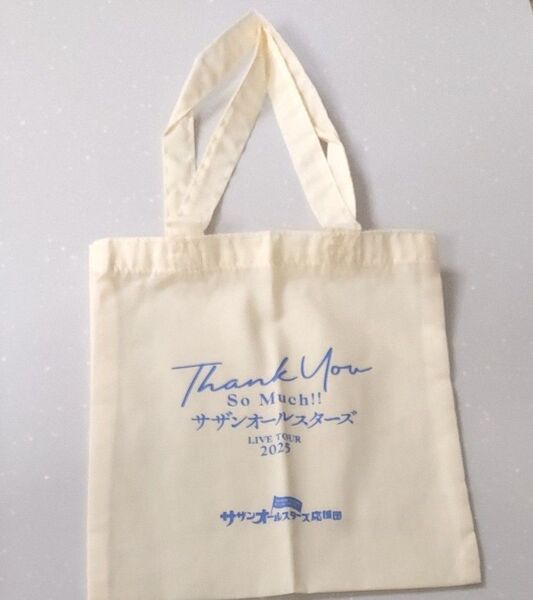 Thank You
So Much!!
サザンオールスターズ
LIVE TOUR
2025
サザンオールスターズ応援団